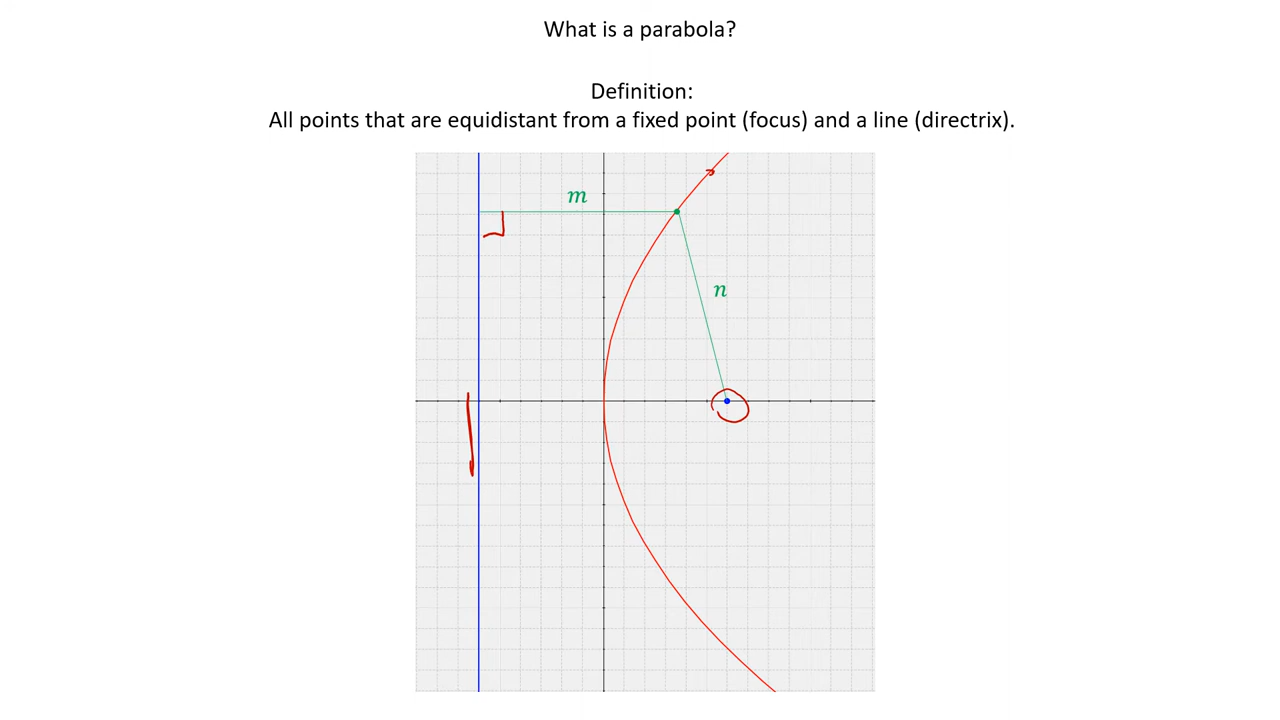 What is a parabola?
Definition:
All points that are equidistant from a fixed point (focus) and a line (directrix).
m
n